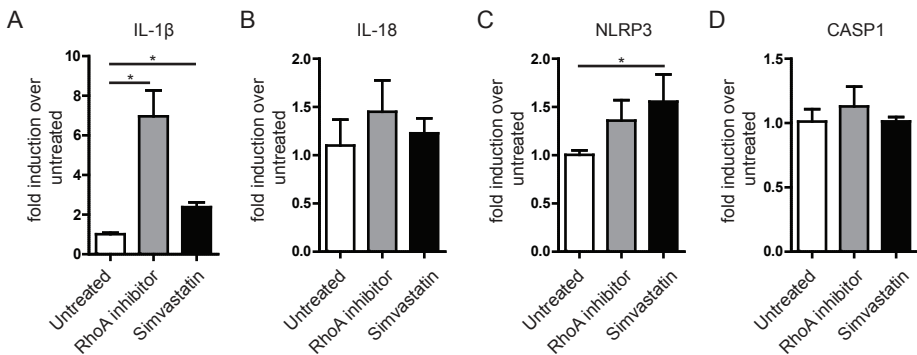 A
IL-1β
fold induction over
untreated
10
8
6
4
2
0
*
*
Untreated
RhoA inhibitor
Simvastatin
B
IL-18
fold induction over
untreated
2.0
1.5
1.0
0.5
0.0
Untreated
RhoA inhibitor
Simvastatin
C
NLRP3
fold induction over
untreated
2.0
1.5
1.0
0.5
0.0
*
Untreated
RhoA inhibitor
Simvastatin
D
CASP1
fold induction over
untreated
1.5
1.0
0.5
0.0
Untreated
RhoA inhibitor
Simvastatin